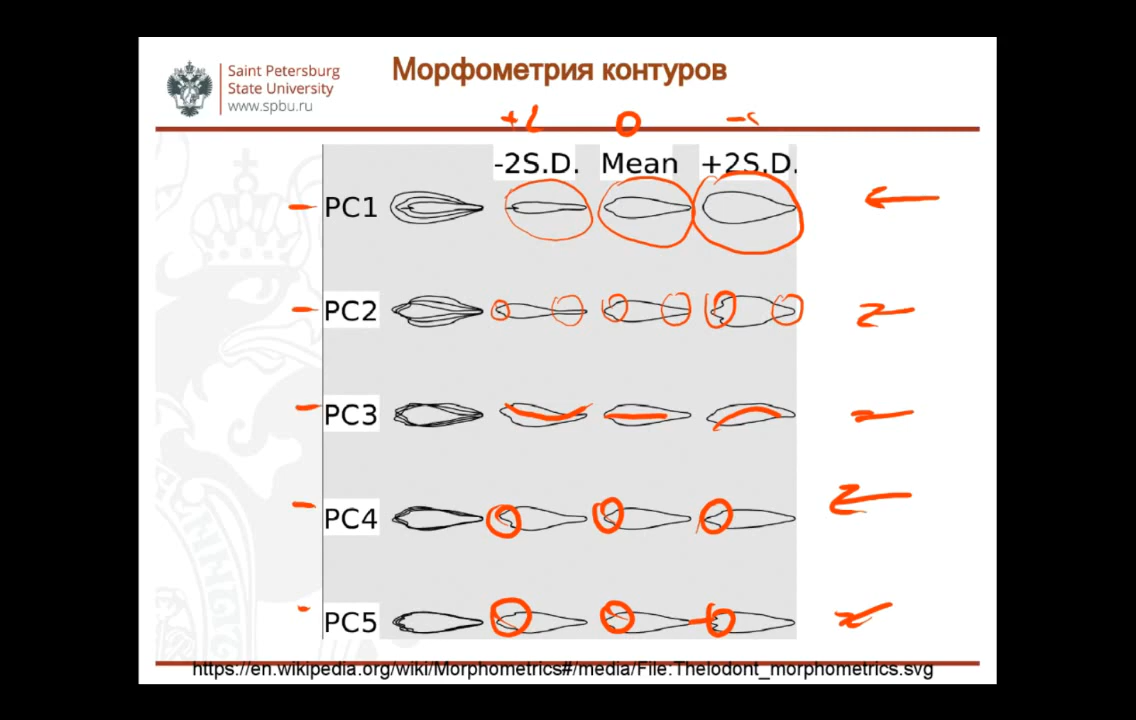 Saint Petersburg
State University
www.spbu.ru
Морфометрия контуров
0
-2S.D. Mean +2S.D.
PC1
PC2
PC3
PC4
PC5
https://en.wikipedia.org/wiki/Morphometrics#/media/File:Thelodont_morphometrics.svg